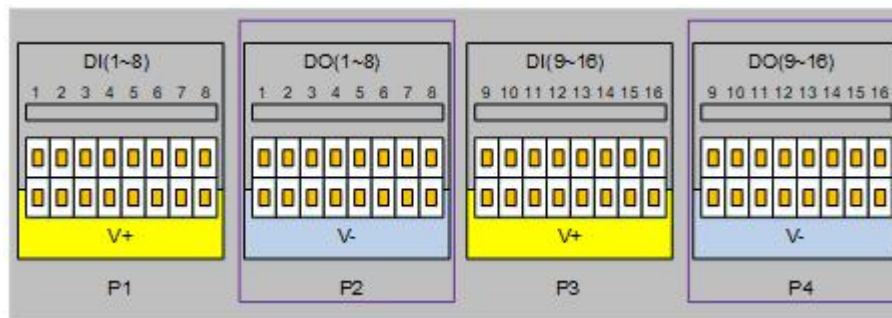 DI(1~8) DO(1~8) DI(9~16) DO(9~16)
1 2 3 4 5 6 7 8 1 2 3 4 5 6 7 8 9 10 11 12 13 14 15 16 9 10 11 12 13 14 15 16
V+ V- V+ V-
P1 P2 P3 P4